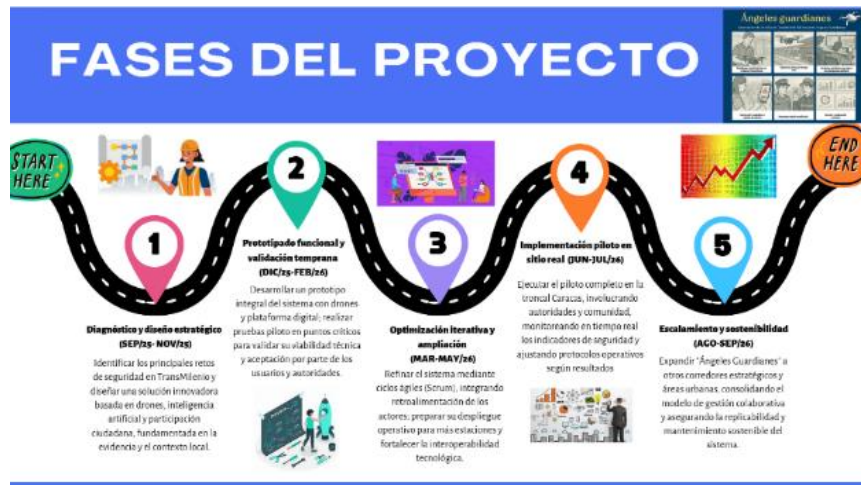 FASES DEL PROYECTO
Ángeles guardianes
START
HERE
END
HERE
1
Diagnóstico y diseño estratégico
(SEP/25- NOV/25)
Identificar los principales retos
de seguridad en TransMilenio y
diseñar una solución innovadora
basada en drones, inteligencia
artificial y participación
ciudadana, fundamentada en la
evidencia y el contexto local.
2
Prototipado funcional y
validación temprana
(DIC/25-FEB/26)
Desarrollar un prototipo
integral del sistema con drones
y plataforma digital; realizar
pruebas piloto en puntos críticos
para validar su viabilidad técnica
y aceptación por parte de los
usuarios y autoridades.
3
Optimización iterativa y
ampliación
(MAR-MAY/26)
Refinar el sistema mediante
ciclos ágiles (Scrum), integrando
retroalimentación de los
actores; preparar su despliegue
operativo para más estaciones y
fortalecer la interoperabilidad
tecnológica.
4
Implementación piloto en
sitio real (JUN-JUL/26)
Ejecutar el piloto completo en la
troncal Caracas, involucrando
autoridades y comunidad,
monitoreando en tiempo real
los indicadores de seguridad y
ajustando protocolos operativos
según resultados
5
Escalamiento y sostenibilidad
(AGO-SEP/26)
Expandir "Ángeles Guardianes" a
otros corredores estratégicos y
áreas urbanas, consolidando el
modelo de gestión colaborativa
y asegurando la replicabilidad y
mantenimiento sostenible del
sistema.